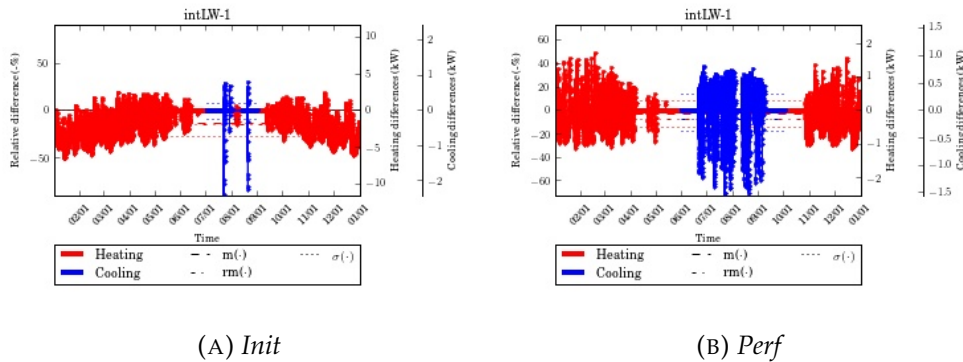 intLW-1
50
0
−50
Relative difference (-%)
10
5
0
−5
−10
Heating differences (kW)
2
1
0
−1
−2
Cooling differences (kW)
02/01 03/01 04/01 05/01 06/01 07/01 08/01 09/01 10/01 11/01 12/01 01/01
Time
Heating
Cooling
m(·)
rm(·)
σ(·)
(A) Init
intLW-1
60
40
20
0
−20
−40
−60
Relative difference (-%)
2
1
0
−1
−2
Heating differences (kW)
1.5
1.0
0.5
0.0
−0.5
−1.0
−1.5
Cooling differences (kW)
02/01 03/01 04/01 05/01 06/01 07/01 08/01 09/01 10/01 11/01 12/01 01/01
Time
Heating
Cooling
m(·)
rm(·)
σ(·)
(B) Perf